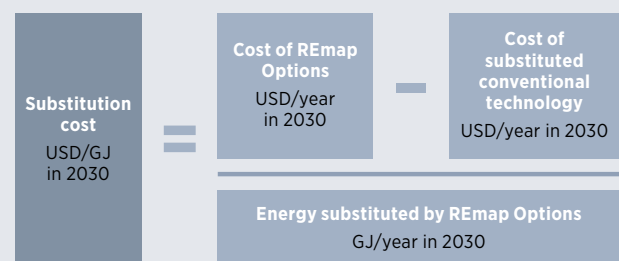 Substitution
cost
USD/GJ
in 2030
=
Cost of REmap
Options
USD/year
in 2030
–
Cost of
substituted
conventional
technology
USD/year in 2030
Energy substituted by REmap Options
GJ/year in 2030